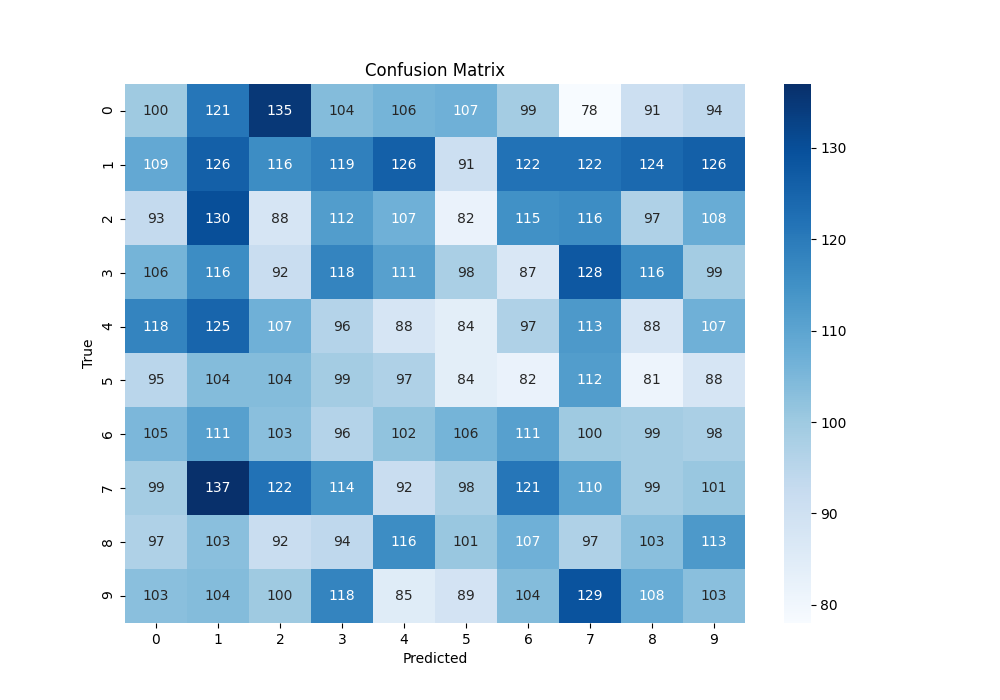 Confusion Matrix
0 100 121 135 104 106 107 99 78 91 94
1 109 126 116 119 126 91 122 122 124 126
2 93 130 88 112 107 82 115 116 97 108
3 106 116 92 118 111 98 87 128 116 99
4 118 125 107 96 88 84 97 113 88 107
5 95 104 104 99 97 84 82 112 81 88
6 105 111 103 96 102 106 111 100 99 98
7 99 137 122 114 92 98 121 110 99 101
8 97 103 92 94 116 101 107 97 103 113
9 103 104 100 118 85 89 104 129 108 103
0 1 2 3 4 5 6 7 8 9
Predicted
True
130
120
110
100
90
80